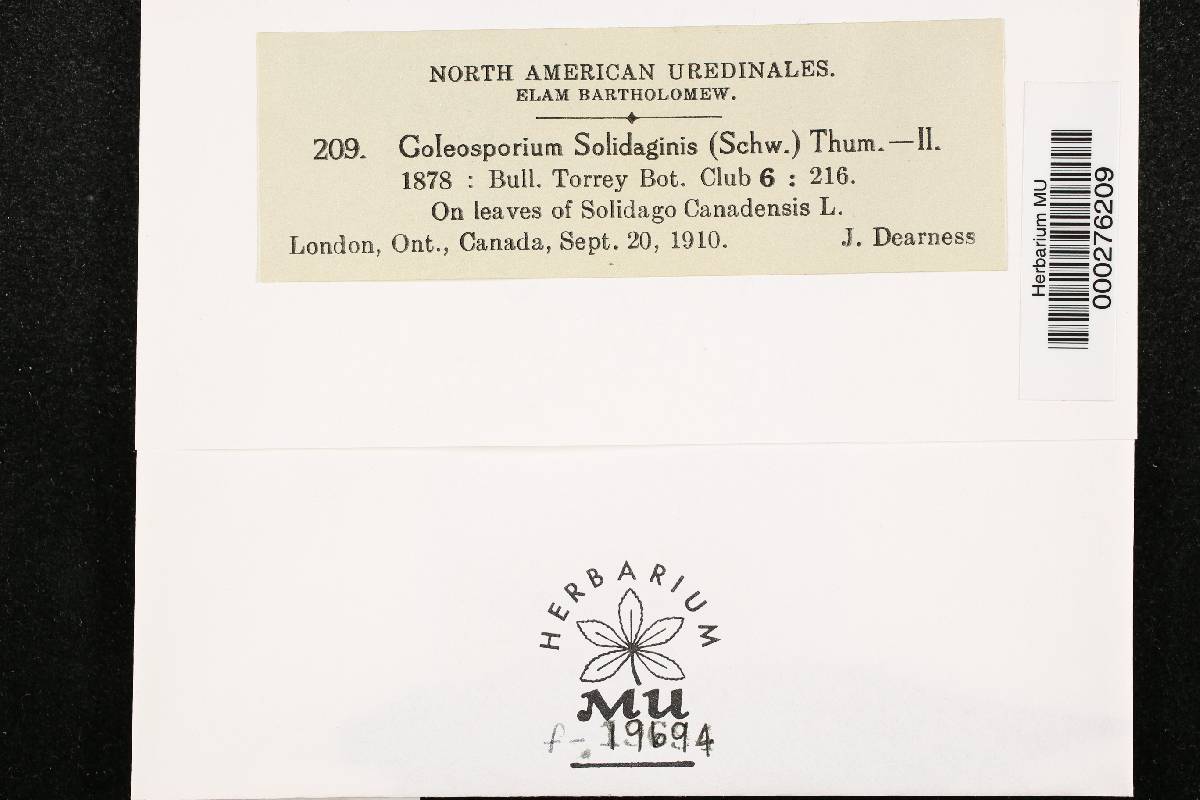 NORTH AMERICAN UREDINALES.
ELAM BARTHOLOMEW.
209. Coleosporium Solidaginis (Schw.) Thum.—II.
1878 : Bull. Torrey Bot. Club 6 : 216.
On leaves of Solidago Canadensis L.
London, Ont., Canada, Sept. 20, 1910. J. Dearness
Herbarium MU
000276209
HERBARIUM
MU
f- 19694